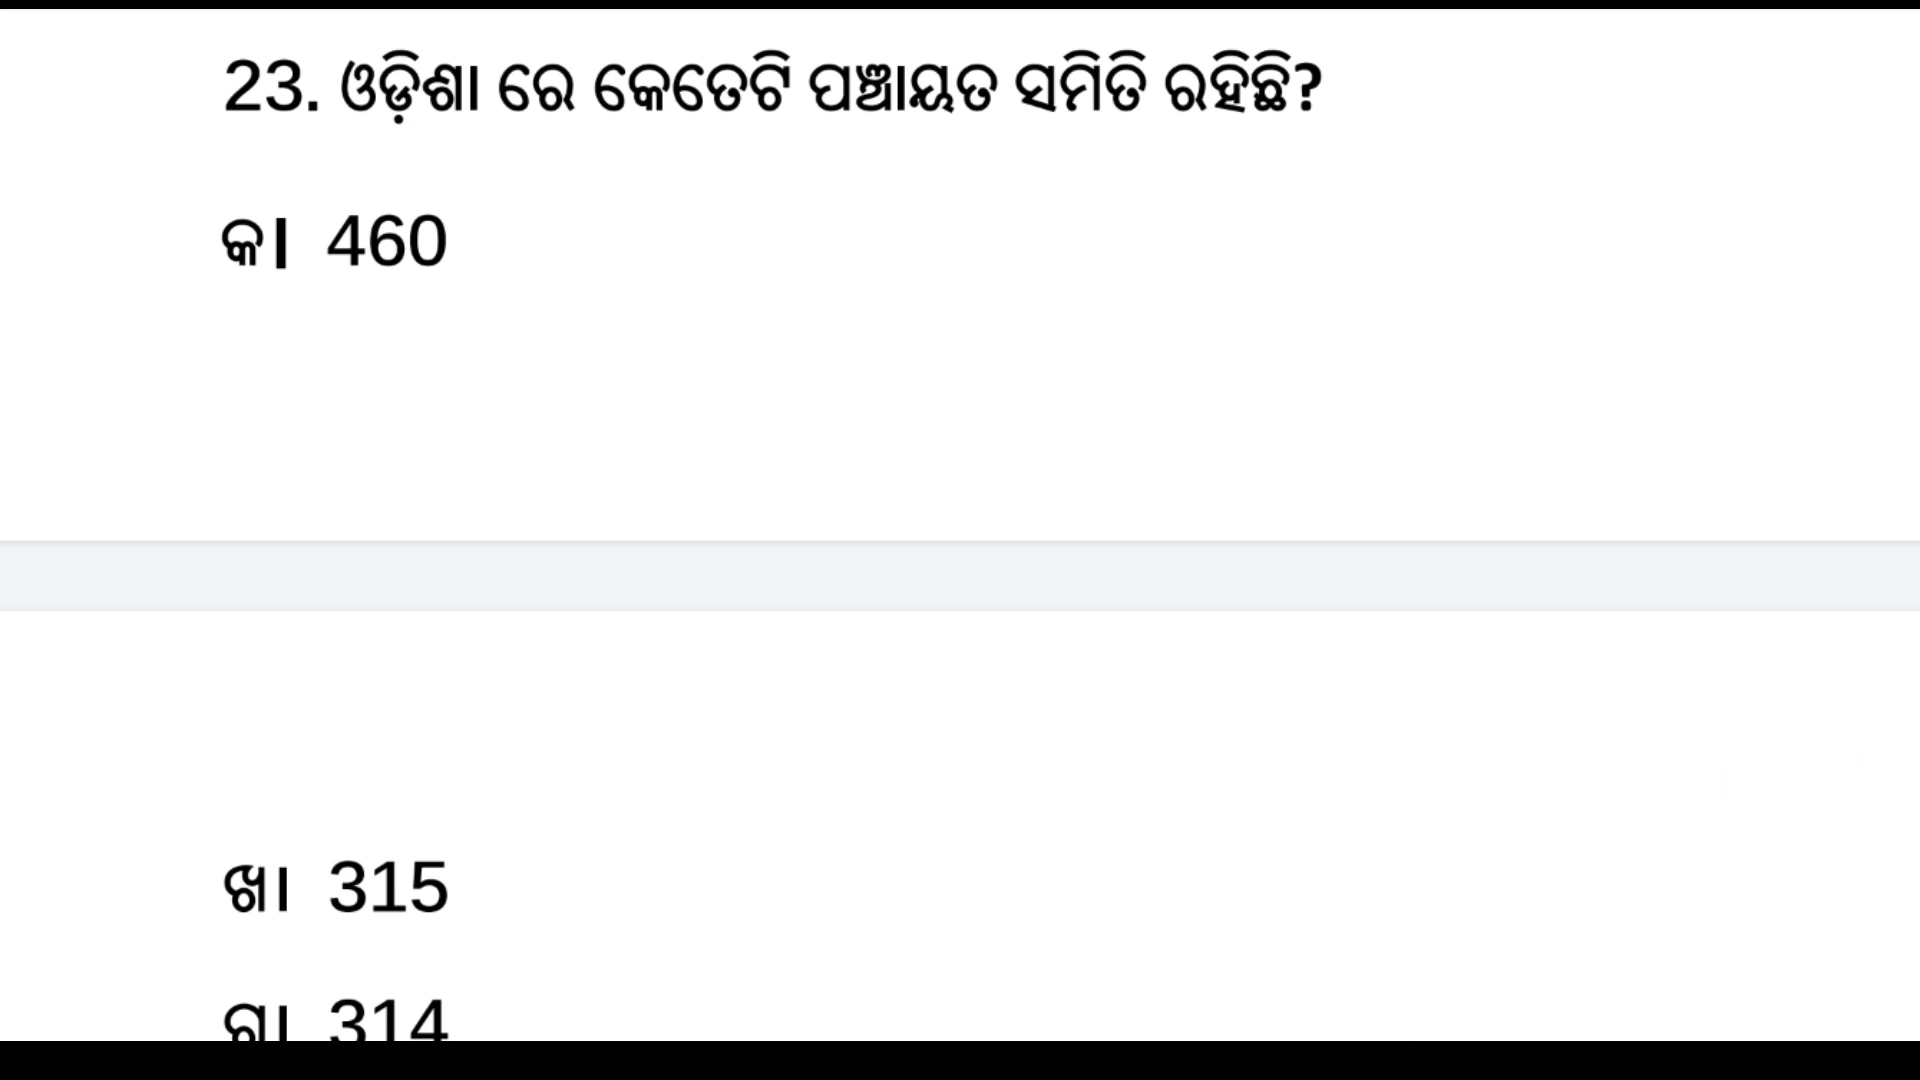 23. ଓଡ଼ିଶା ରେ କେତେଟି ପଞ୍ଚାୟତ ସମିତି ରହିଛି?
କ। 460
ଖ। 315
ଗ। 314